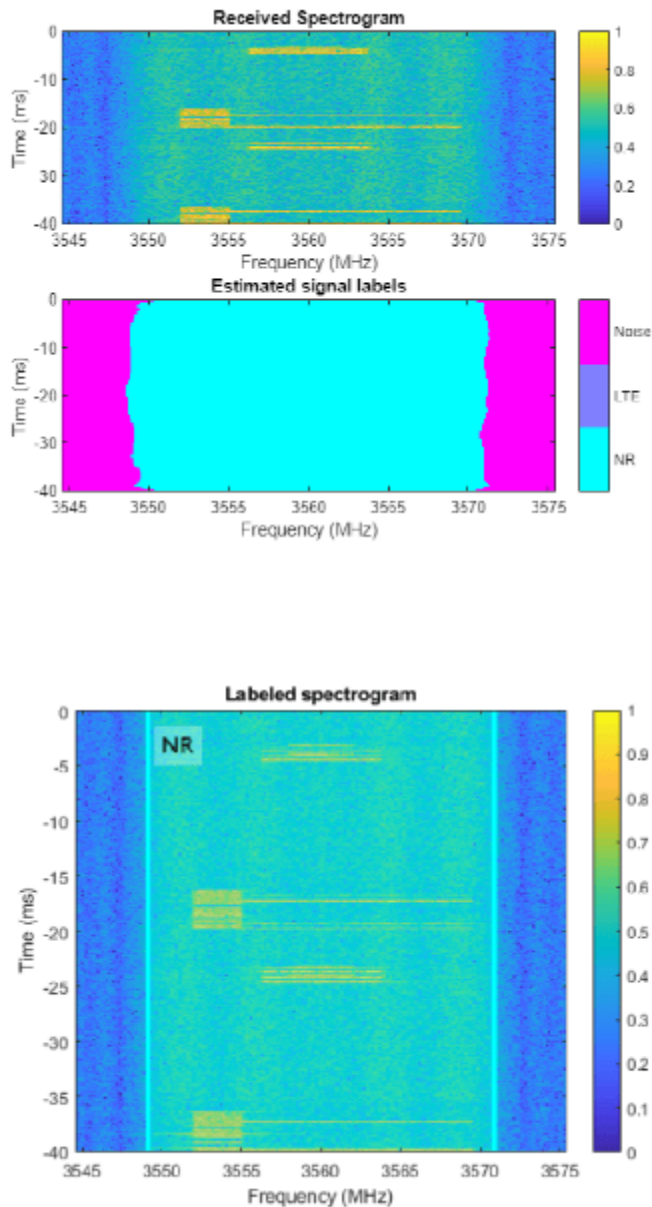 Received Spectrogram
0
-10
-20
30
-40
Time (ms)
3545 3550 3555 3560 3565 3570 3575
Frequency (MHz)
1
0.8
0.6
0.4
0.2
0
Estimated signal labels
0
-10
-20
-30
-40
Time (ms)
3545 3550 3555 3560 3565 3570 3575
Frequency (MHz)
Noise
LTE
NR
Labeled spectrogram
NR
0
-5
-10
-15
-20
-25
-30
-35
-40
Time (ms)
3545 3550 3555 3560 3565 3570 3575
Frequency (MHz)
1
0.9
0.8
0.7
0.6
0.5
0.4
0.3
0.2
0.1
0